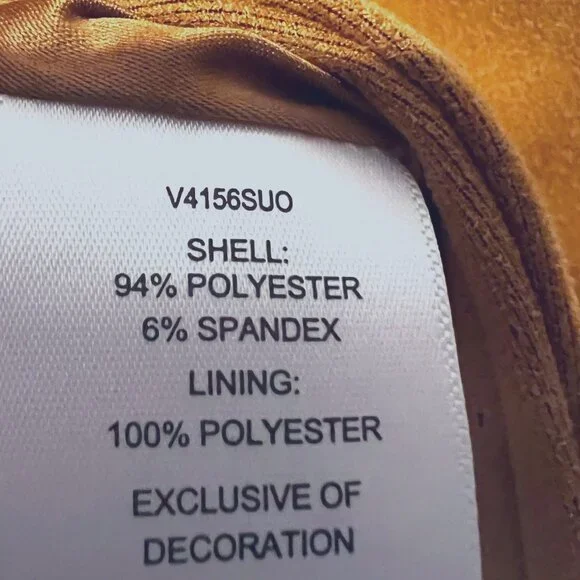 V4156SUO
SHELL:
94% POLYESTER
6% SPANDEX
LINING:
100% POLYESTER
EXCLUSIVE OF
DECORATION